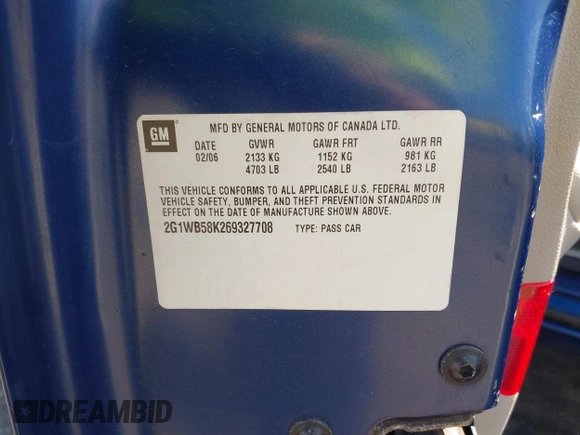 GM
MFD BY GENERAL MOTORS OF CANADA LTD.
DATE GVWR GAWR FRT GAWR RR
02/06 2133 KG 1152 KG 981 KG
4703 LB 2540 LB 2163 LB
THIS VEHICLE CONFORMS TO ALL APPLICABLE U.S. FEDERAL MOTOR
VEHICLE SAFETY, BUMPER, AND THEFT PREVENTION STANDARDS IN
EFFECT ON THE DATE OF MANUFACTURE SHOWN ABOVE.
2G1WB58K269327708 TYPE: PASS CAR
DREAMBID